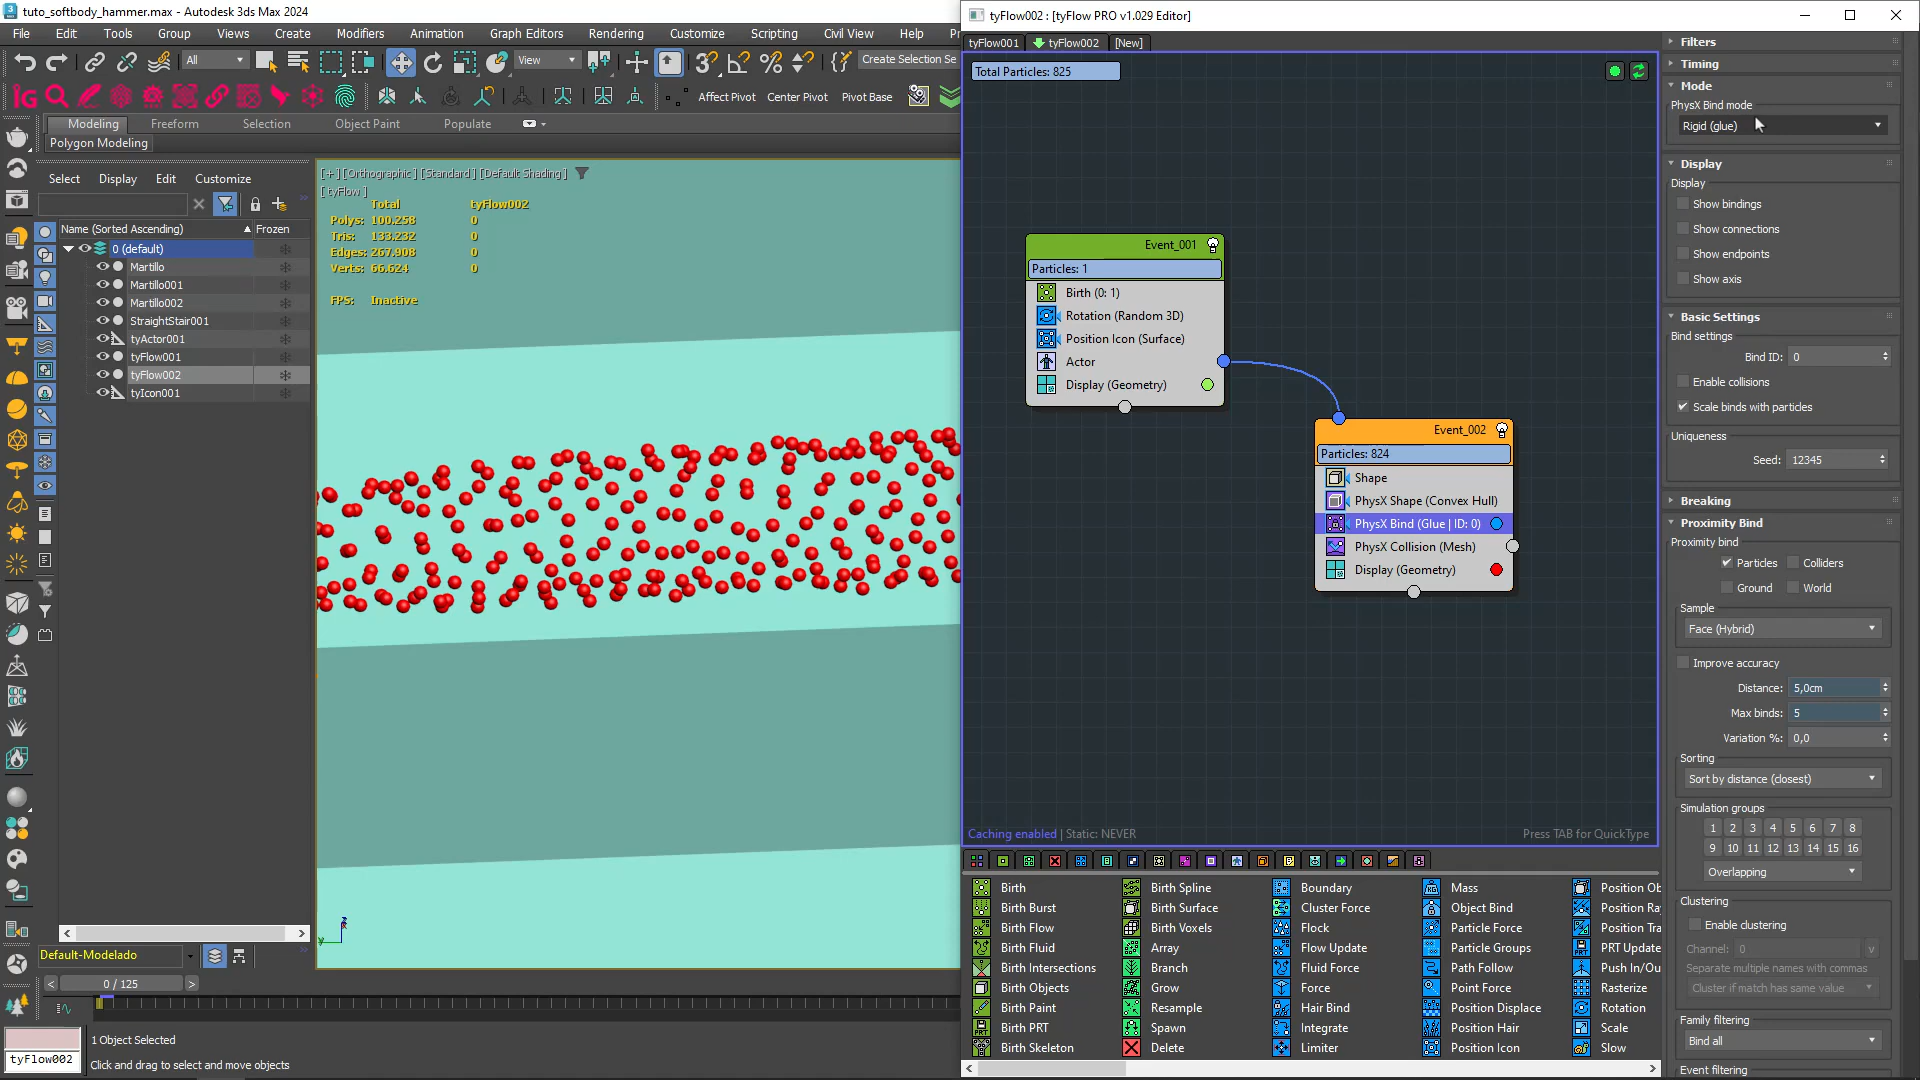 tuto_softbody_hammer.max - Autodesk 3ds Max 2024
tyFlow002 : [tyFlow PRO v1.029 Editor]
File Edit Tools Group Views Create Modifiers Animation Graph Editors Rendering Customize Scripting Civil View Help
tyFlow001 tyFlow002 [New]
All View Create Selection Se
Affect Pivot Center Pivot Pivot Base
Modeling Freeform Selection Object Paint Populate
Polygon Modeling
Select Display Edit Customize
Name (Sorted Ascending) Frozen
0 (default)
Martillo
Martillo001
Martillo002
StraightStair001
tyActor001
tyFlow001
tyFlow002
tyIcon001
Default-Modelado
0 / 125
tyFlow002
1 Object Selected
Click and drag to select and move objects
[+] [Orthographic] [Standard] [Default Shading]
[tyFlow]
Total tyFlow002
Polys: 100.258 0
Tris: 133.232 0
Edges: 267.908 0
Verts: 66.624 0
FPS: Inactive
Total Particles: 825
Event_001
Particles: 1
Birth (0: 1)
Rotation (Random 3D)
Position Icon (Surface)
Actor
Display (Geometry)
Event_002
Particles: 824
Shape
PhysX Shape (Convex Hull)
PhysX Bind (Glue | ID: 0)
PhysX Collision (Mesh)
Display (Geometry)
Caching enabled | Static: NEVER
Press TAB for QuickType
Birth Birth Spline Boundary Mass Position Ob
Birth Burst Birth Surface Cluster Force Object Bind Position Ra
Birth Flow Birth Voxels Flock Particle Force Position Tra
Birth Fluid Array Flow Update Particle Groups PRT Update
Birth Intersections Branch Fluid Force Path Follow Push In/Ou
Birth Objects Grow Force Point Force Rasterize
Birth Paint Resample Hair Bind Position Displace Rotation
Birth PRT Spawn Integrate Position Hair Scale
Birth Skeleton Delete Limiter Position Icon Slow
Filters
Timing
Mode
PhysX Bind mode
Rigid (glue)
Display
Display
Show bindings
Show connections
Show endpoints
Show axis
Basic Settings
Bind settings
Bind ID: 0
Enable collisions
Scale binds with particles
Uniqueness
Seed: 12345
Breaking
Proximity Bind
Proximity bind
Particles Colliders
Ground World
Sample
Face (Hybrid)
Improve accuracy
Distance: 5,0cm
Max binds: 5
Variation %: 0,0
Sorting
Sort by distance (closest)
Simulation groups
1 2 3 4 5 6 7 8
9 10 11 12 13 14 15 16
Overlapping
Clustering
Enable clustering
Channel: 0 v
Separate multiple names with commas
Cluster if match has same value
Family filtering
Bind all
Event filtering